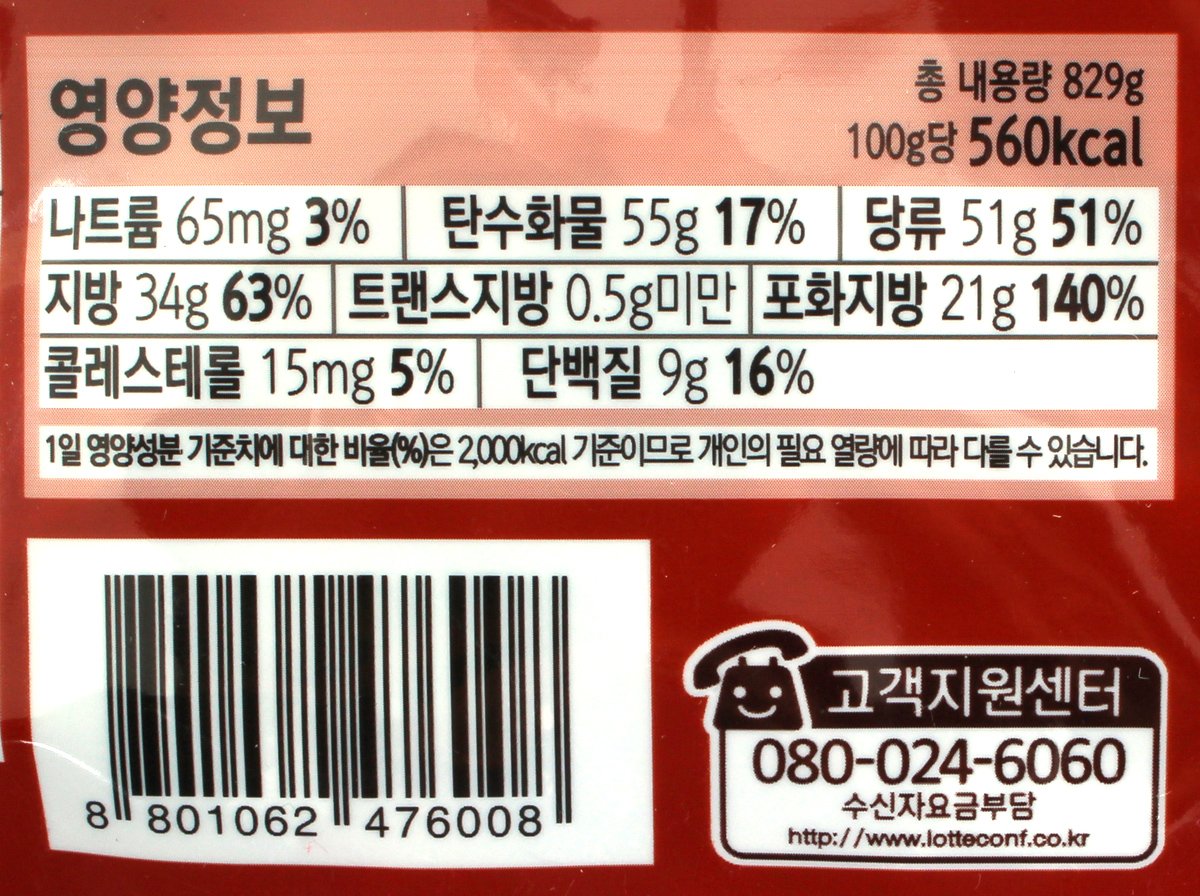 영양정보
총 내용량 829g
100g당 560kcal
나트륨 65mg 3% 탄수화물 55g 17% 당류 51g 51%
지방 34g 63% 트랜스지방 0.5g미만 포화지방 21g 140%
콜레스테롤 15mg 5% 단백질 9g 16%
1일 영양성분 기준치에 대한 비율(%)은 2,000kcal 기준이므로 개인의 필요 열량에 따라 다를 수 있습니다.
8 801062 476008
고객지원센터
080-024-6060
수신자요금부담
http://www.lotteconf.co.kr